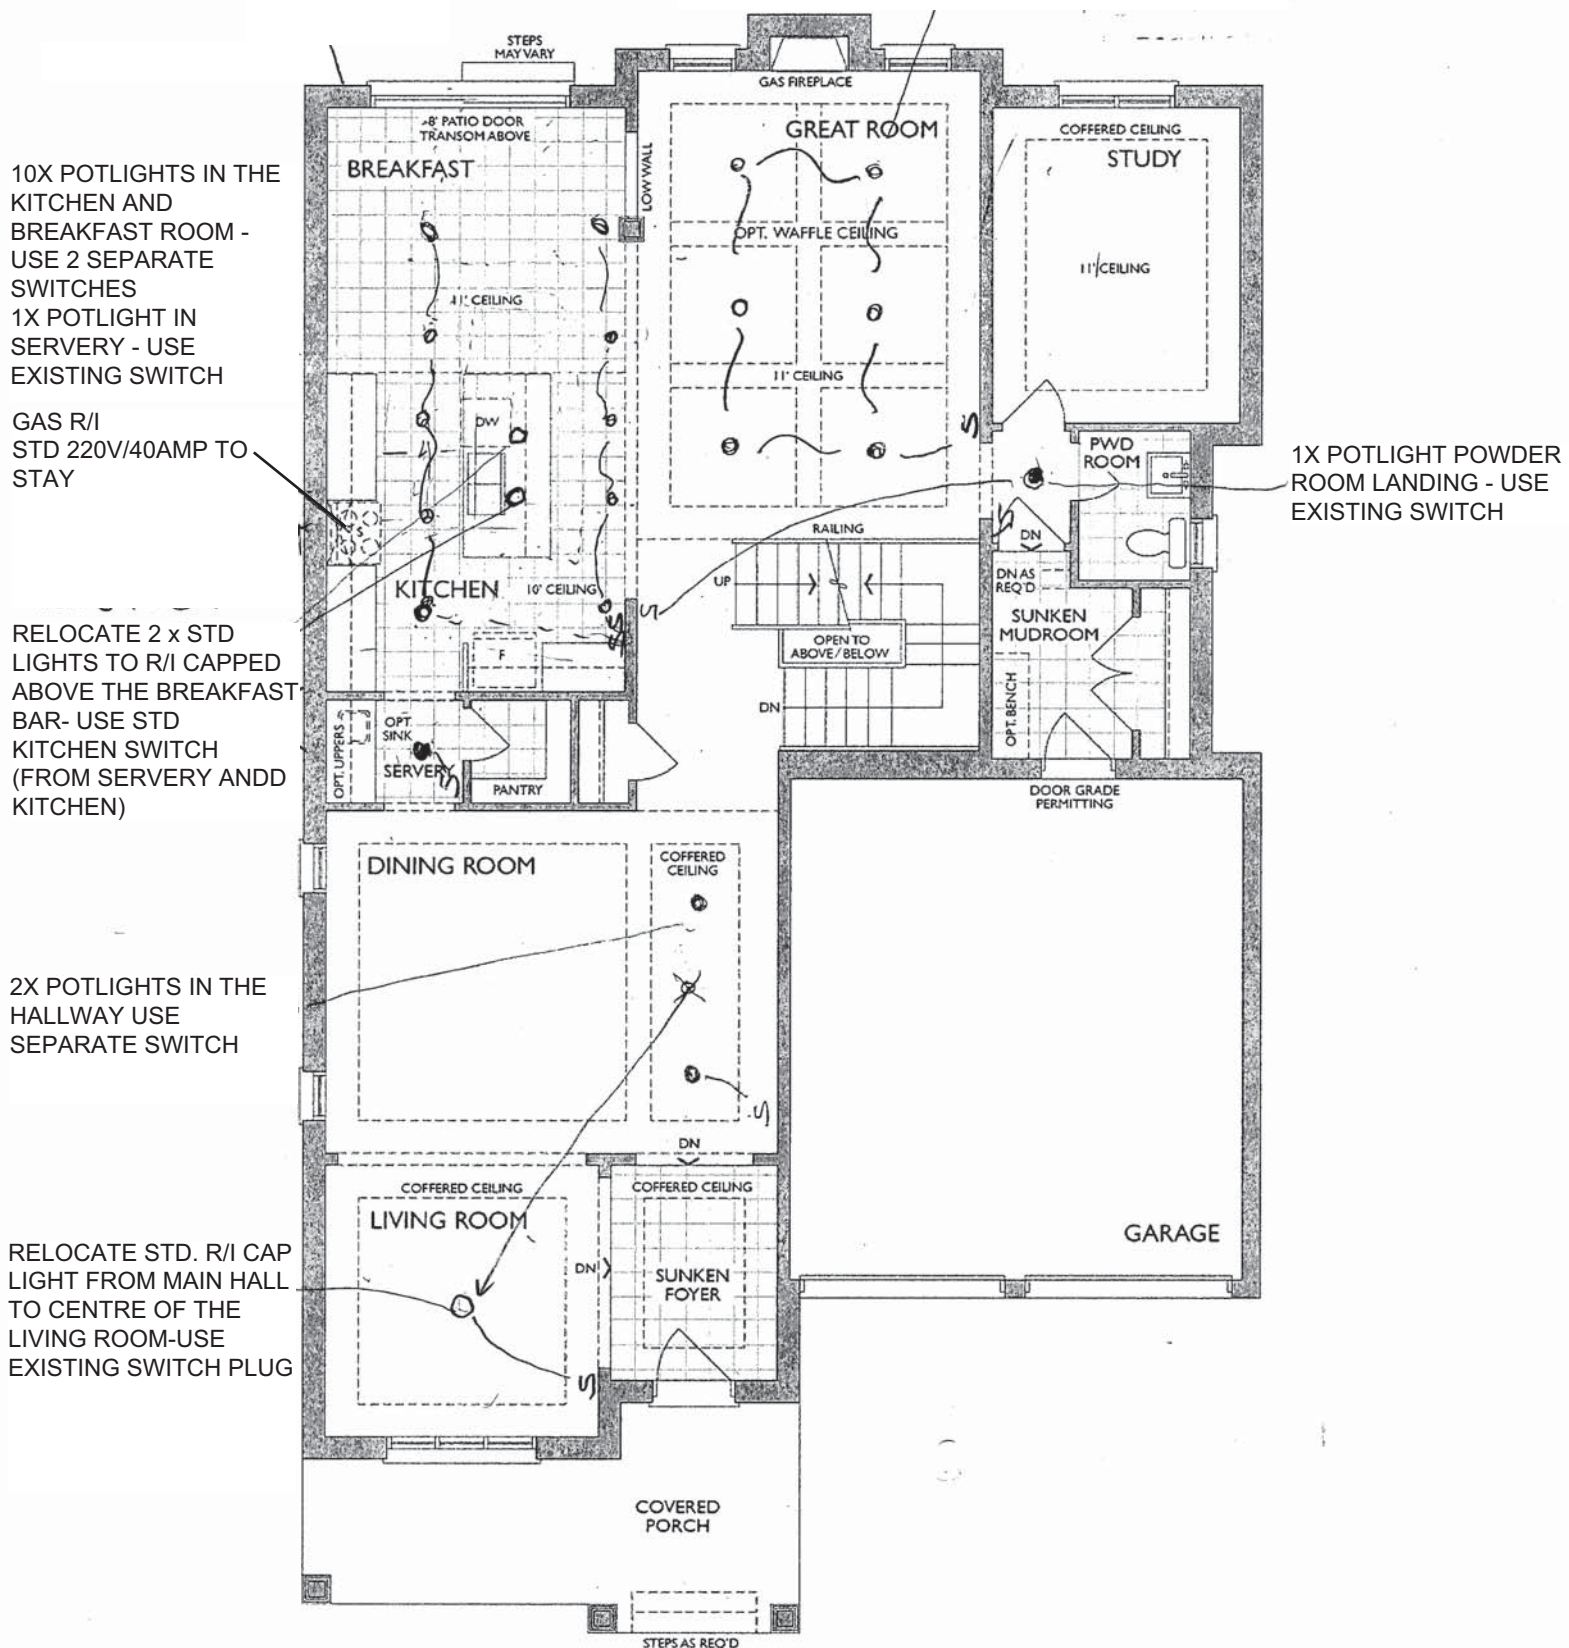 STEPS
MAY VARY
GAS FIREPLACE
8' PATIO DOOR
TRANSOM ABOVE
BREAKFAST
LOW WALL
GREAT ROOM
COFFERED CEILING
STUDY
OPT. WAFFLE CEILING
11' CEILING
11' CEILING
11' CEILING
10X POTLIGHTS IN THE
KITCHEN AND
BREAKFAST ROOM -
USE 2 SEPARATE
SWITCHES
1X POTLIGHT IN
SERVERY - USE
EXISTING SWITCH
GAS R/I
STD 220V/40AMP TO
STAY
DW
S
S
PWD
ROOM
1X POTLIGHT POWDER
ROOM LANDING - USE
EXISTING SWITCH
RAILING
S
DN
UP
DN AS
REQ'D
KITCHEN
10' CEILING
S
SS
SUNKEN
MUDROOM
OPEN TO
ABOVE/BELOW
F
DN
OPT. BENCH
RELOCATE 2 x STD
LIGHTS TO R/I CAPPED
ABOVE THE BREAKFAST
BAR- USE STD
KITCHEN SWITCH
(FROM SERVERY ANDD
KITCHEN)
OPT. UPPERS
OPT.
SINK
SERVERY
S
PANTRY
DOOR GRADE
PERMITTING
DINING ROOM
COFFERED
CEILING
2X POTLIGHTS IN THE
HALLWAY USE
SEPARATE SWITCH
S
DN
COFFERED CEILING
COFFERED CEILING
LIVING ROOM
GARAGE
RELOCATE STD. R/I CAP
LIGHT FROM MAIN HALL
TO CENTRE OF THE
LIVING ROOM-USE
EXISTING SWITCH PLUG
DN
SUNKEN
FOYER
S
COVERED
PORCH
STEPS AS REQ'D